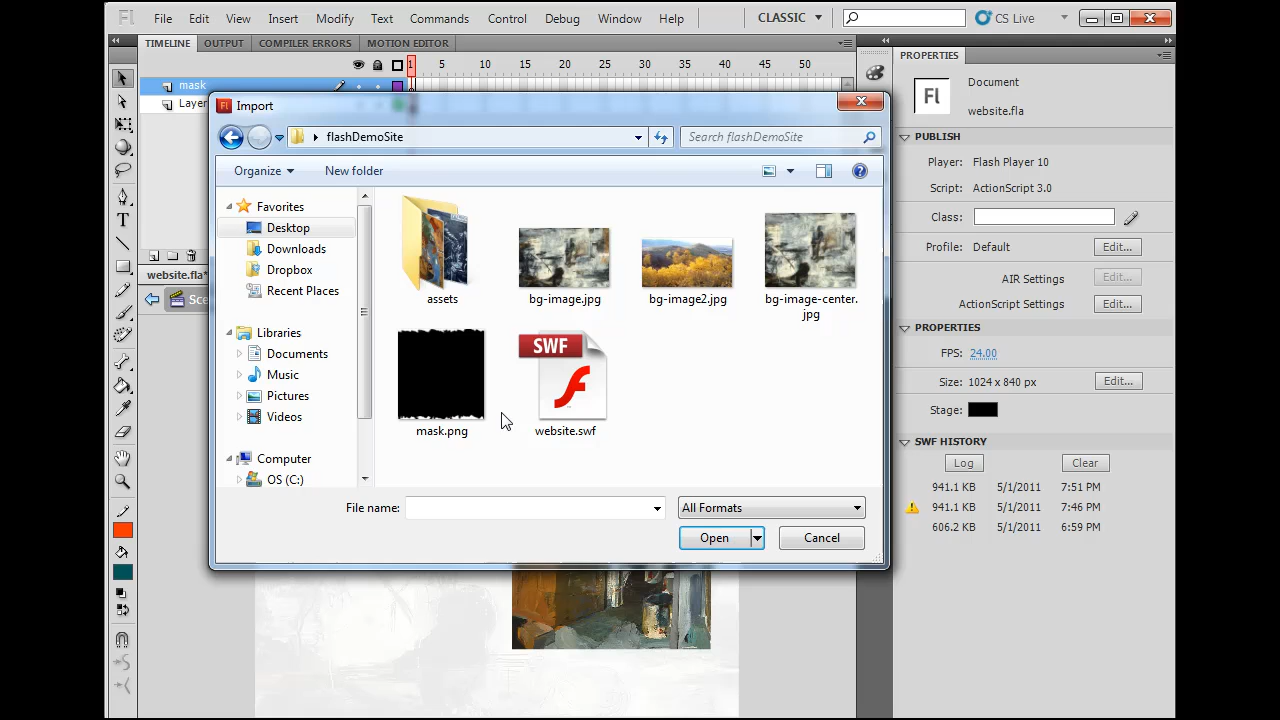 Fl File Edit View Insert Modify Text Commands Control Debug Window Help CLASSIC CS Live
TIMELINE OUTPUT COMPILER ERRORS MOTION EDITOR
1 5 10 15 20 25 30 35 40 45 50
mask
Layer
Fl Import
flashDemoSite
Search flashDemoSite
Organize New folder
Favorites
Desktop
Downloads
Dropbox
Recent Places
Libraries
Documents
Music
Pictures
Videos
Computer
OS (C:)
assets
bg-image.jpg
bg-image2.jpg
bg-image-center.
jpg
mask.png
SWF
website.swf
File name:
All Formats
Open
Cancel
website.fla*
Sce
PROPERTIES
Fl
Document
website.fla
PUBLISH
Player: Flash Player 10
Script: ActionScript 3.0
Class:
Profile: Default Edit...
AIR Settings Edit...
ActionScript Settings Edit...
PROPERTIES
FPS: 24.00
Size: 1024 x 840 px Edit...
Stage:
SWF HISTORY
Log Clear
941.1 KB 5/1/2011 7:51 PM
941.1 KB 5/1/2011 7:46 PM
606.2 KB 5/1/2011 6:59 PM